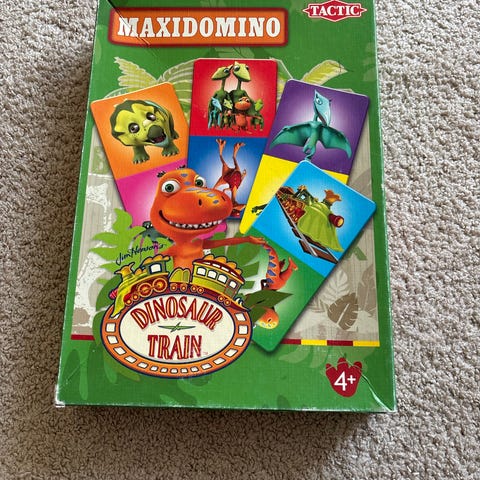 MAXIDOMINO
TACTIC
Jim Henson's
DINOSAUR
TRAIN
4+